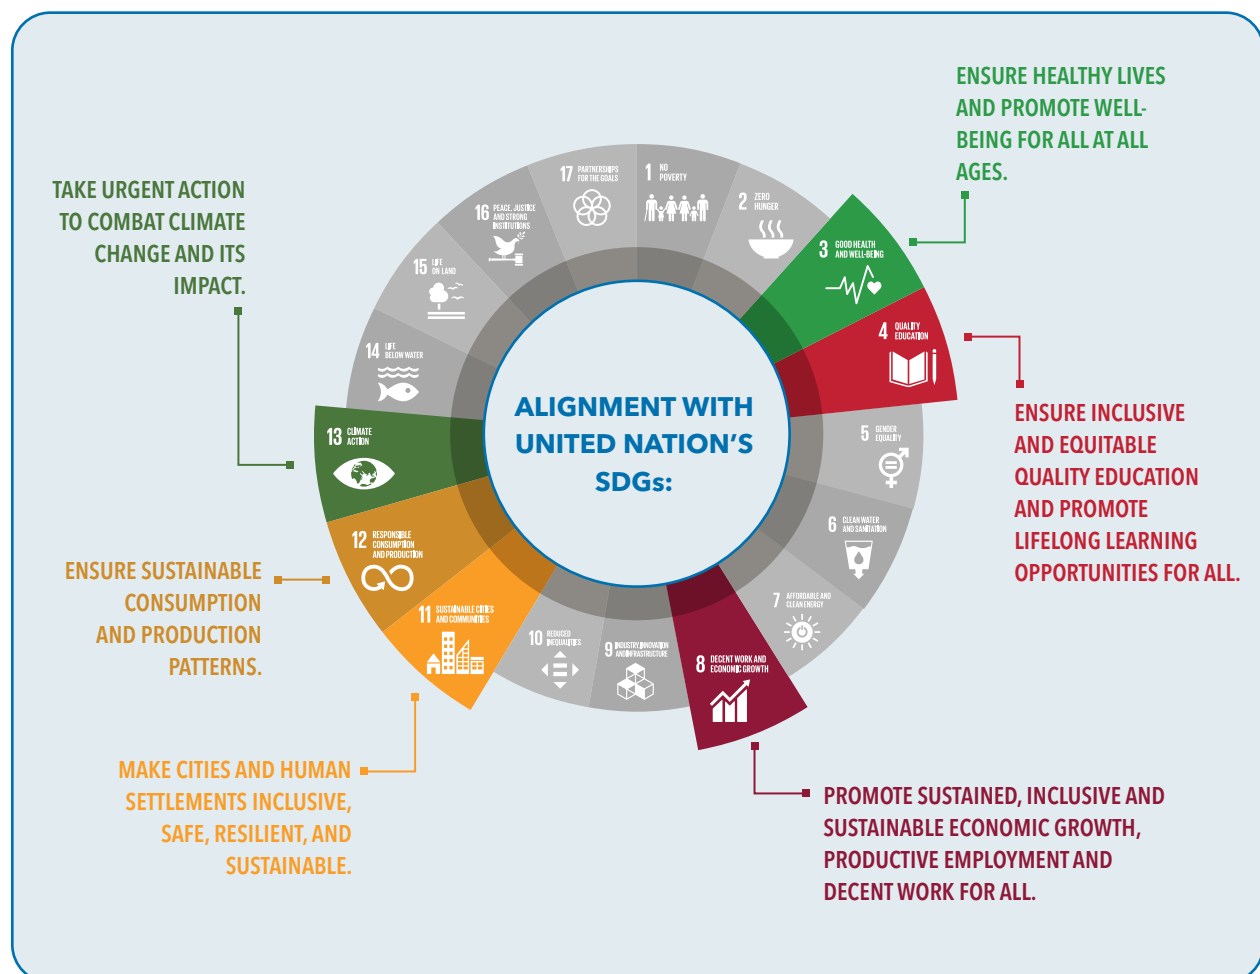 ENSURE HEALTHY LIVES
AND PROMOTE WELL-
BEING FOR ALL AT ALL
AGES.
TAKE URGENT ACTION
TO COMBAT CLIMATE
CHANGE AND ITS
IMPACT.
17 PARTNERSHIPS
FOR THE GOALS
1 NO
POVERTY
2 ZERO
HUNGER
3 GOOD HEALTH
AND WELL-BEING
4 QUALITY
EDUCATION
5 GENDER
EQUALITY
6 CLEAN WATER
AND SANITATION
7 AFFORDABLE AND
CLEAN ENERGY
8 DECENT WORK AND
ECONOMIC GROWTH
9 INDUSTRY, INNOVATION
AND INFRASTRUCTURE
10 REDUCED
INEQUALITIES
11 SUSTAINABLE CITIES
AND COMMUNITIES
12 RESPONSIBLE
CONSUMPTION
AND PRODUCTION
13 CLIMATE
ACTION
14 LIFE
BELOW WATER
15 LIFE
ON LAND
16 PEACE, JUSTICE
AND STRONG
INSTITUTIONS
ALIGNMENT WITH
UNITED NATION'S
SDGs:
ENSURE INCLUSIVE
AND EQUITABLE
QUALITY EDUCATION
AND PROMOTE
LIFELONG LEARNING
OPPORTUNITIES FOR ALL.
ENSURE SUSTAINABLE
CONSUMPTION
AND PRODUCTION
PATTERNS.
MAKE CITIES AND HUMAN
SETTLEMENTS INCLUSIVE,
SAFE, RESILIENT, AND
SUSTAINABLE.
PROMOTE SUSTAINED, INCLUSIVE AND
SUSTAINABLE ECONOMIC GROWTH,
PRODUCTIVE EMPLOYMENT AND
DECENT WORK FOR ALL.